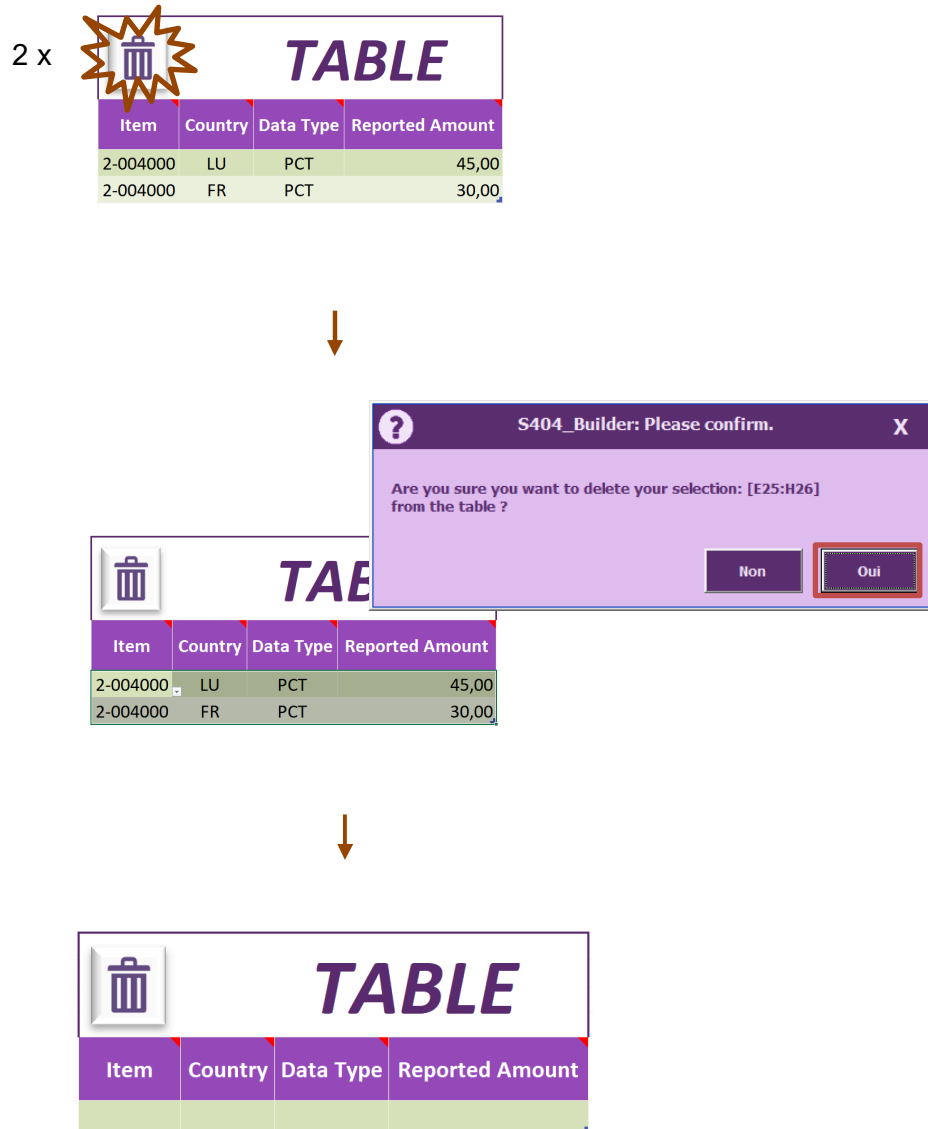 2 x
TABLE
Item Country Data Type Reported Amount
2-004000 LU PCT 45,00
2-004000 FR PCT 30,00
? S404_Builder: Please confirm. X
Are you sure you want to delete your selection: [E25:H26]
from the table ?
Non Oui
Item Country Data Type Reported Amount
2-004000 LU PCT 45,00
2-004000 FR PCT 30,00
TABLE
Item Country Data Type Reported Amount